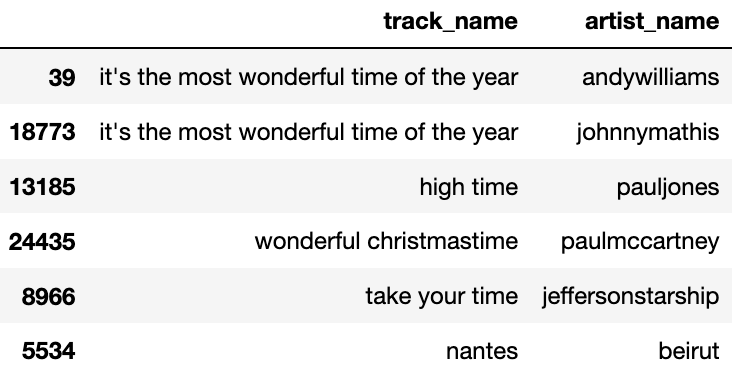 track_name artist_name
39 it's the most wonderful time of the year andywilliams
18773 it's the most wonderful time of the year johnnymathis
13185 high time pauljones
24435 wonderful christmastime paulmccartney
8966 take your time jeffersonstarship
5534 nantes beirut